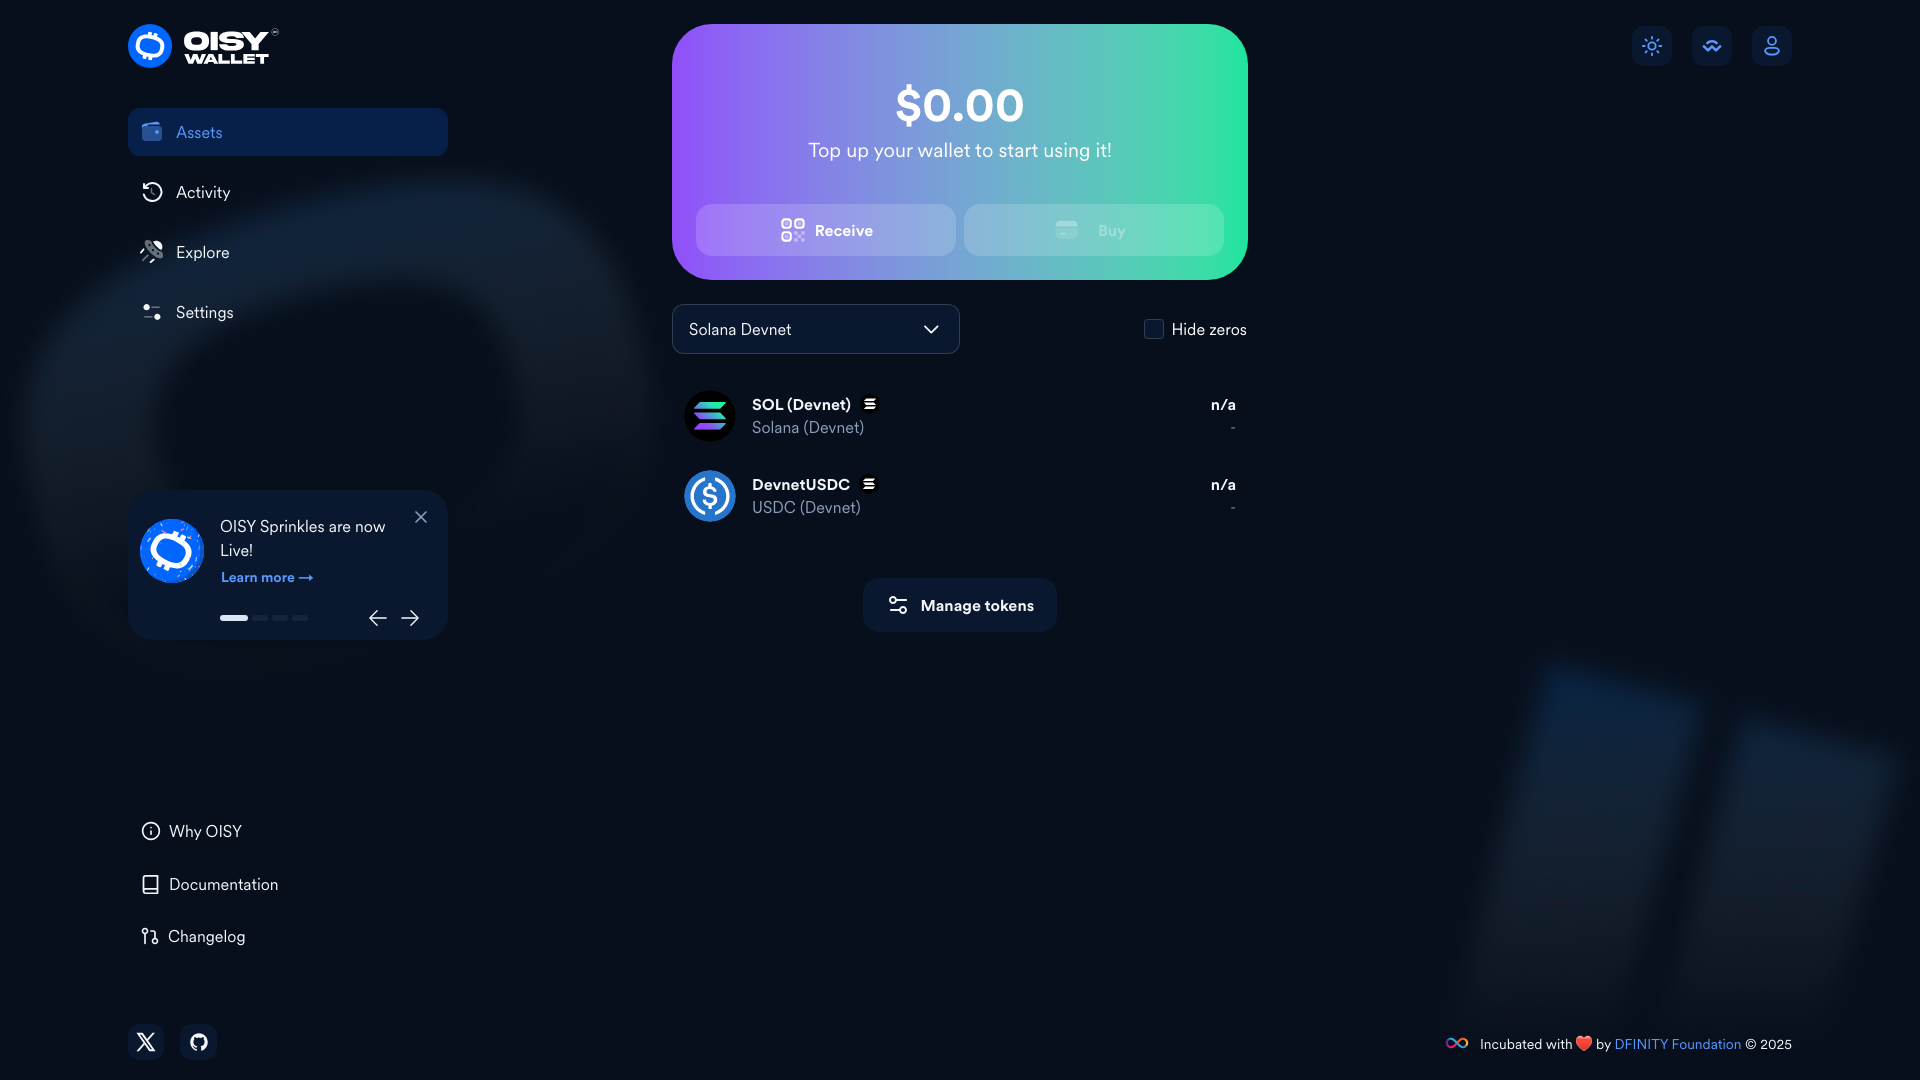 OISY
WALLET
Assets
Activity
Explore
Settings
OISY Sprinkles are now
Live!
Learn more →
Why OISY
Documentation
Changelog
$0.00
Top up your wallet to start using it!
Receive
Buy
Solana Devnet
Hide zeros
SOL (Devnet)
n/a
Solana (Devnet)
-
DevnetUSDC
n/a
USDC (Devnet)
-
Manage tokens
Incubated with ❤️ by DFINITY Foundation © 2025